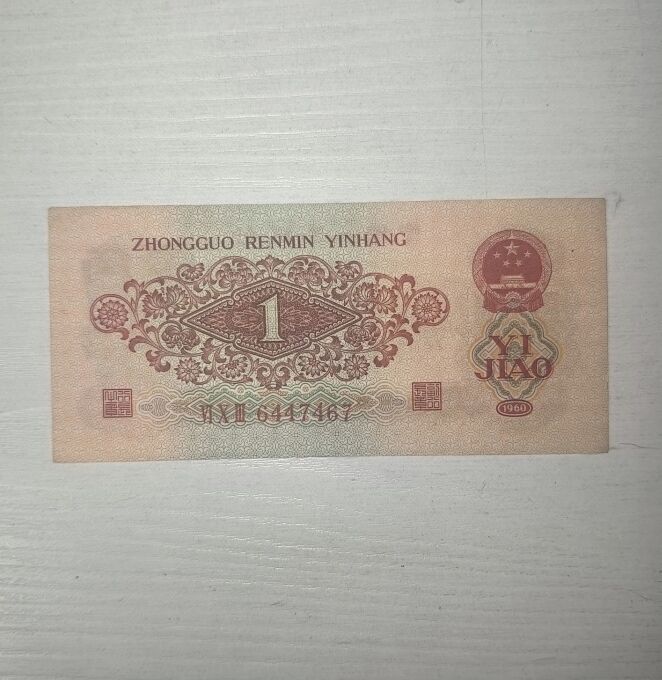 ZHONGGUO RENMIN YINHANG
1
YI
JIAO
VI X III 6447467
1960